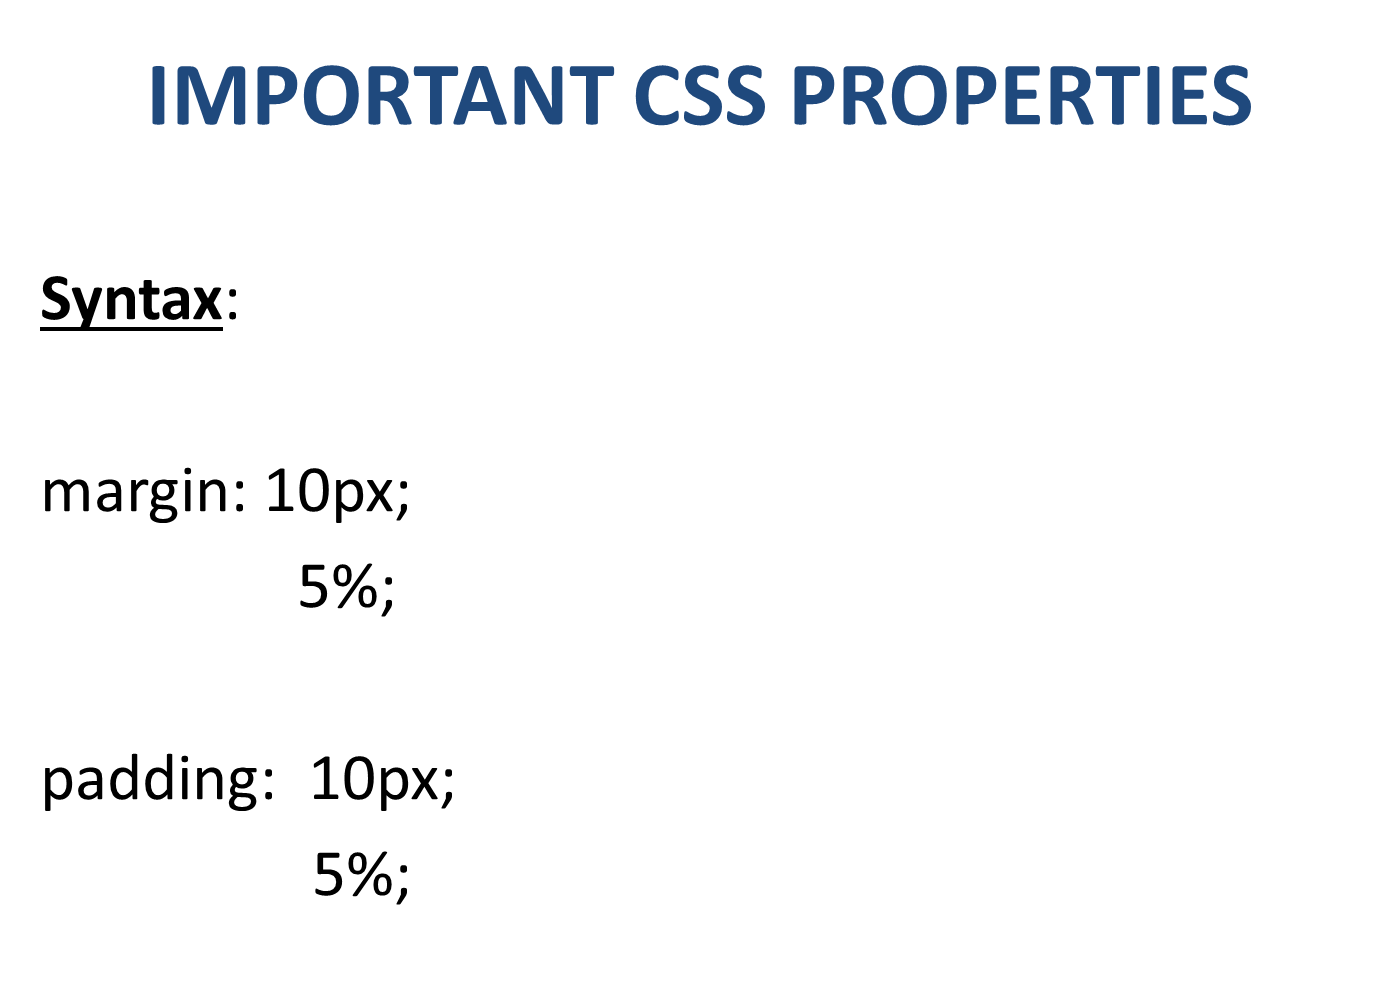 IMPORTANT CSS PROPERTIES
Syntax:
margin: 10px;
5%;
padding: 10px;
5%;